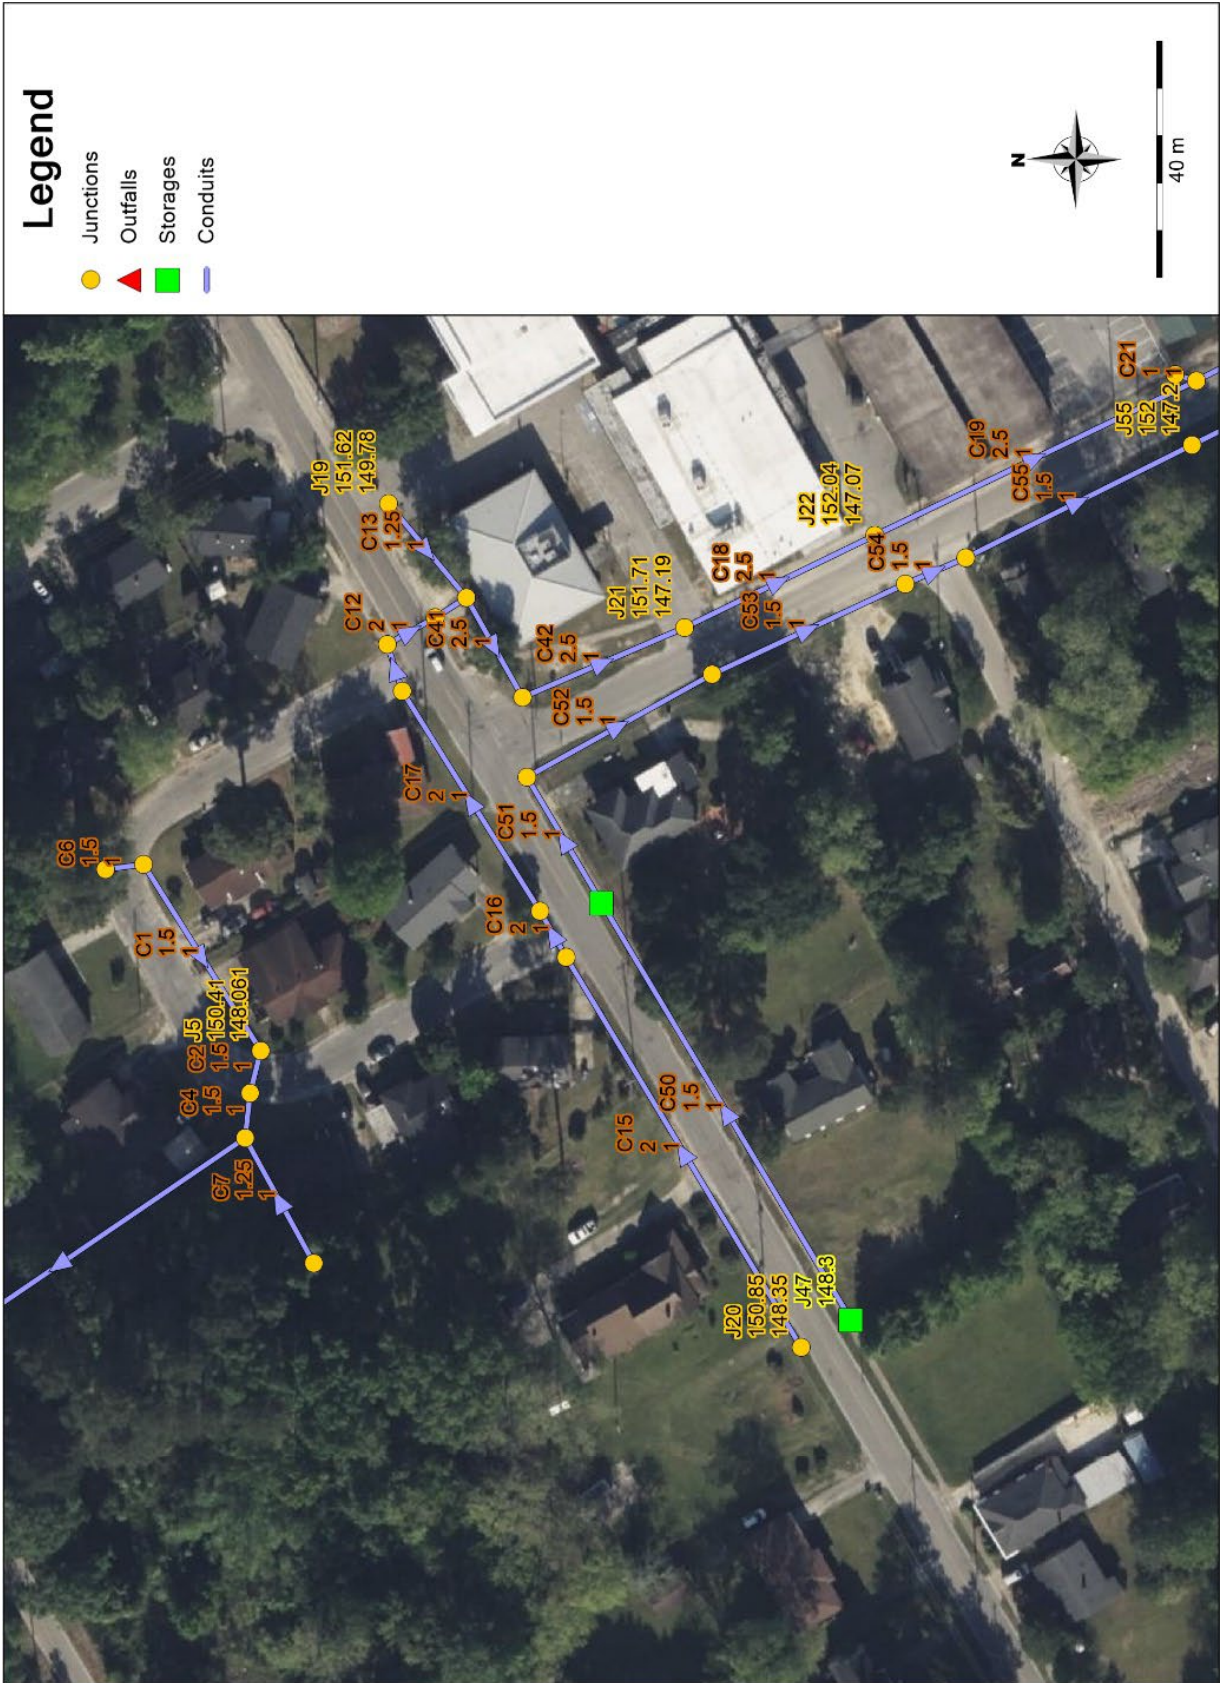 Legend
Junctions
Outfalls
Storages
Conduits
N
40 m
C6
1.5
1
C1
1.5
1
J5
150.41
148.061
C2
1.5
1
C4
1.5
1
C7
1.25
1
J19
151.62
149.78
C13
1.25
1
C12
2
1
C41
2.5
1
C42
2.5
1
C17
2
1
C16
2
1
C51
1.5
1
C52
1.5
1
J21
151.71
147.19
C18
2.5
1
C53
1.5
1
J22
152.04
147.07
C54
1.5
1
C19
2.5
1
C55
1.5
1
C21
1
1
J55
152
147.24
C15
2
1
C50
1.5
1
J20
150.85
148.35
J47
148.3